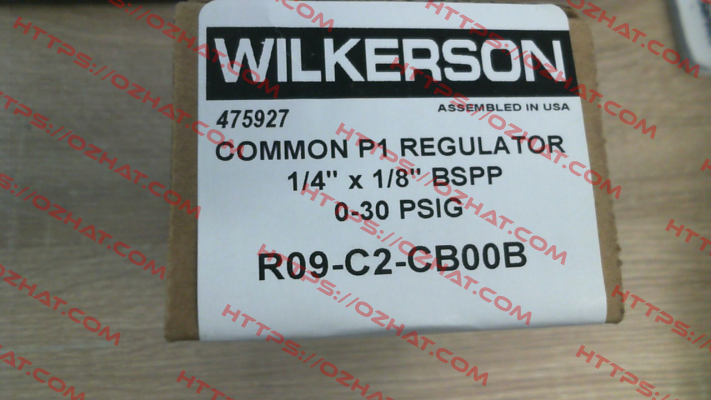 WILKERSON
ASSEMBLED IN USA
475927
COMMON P1 REGULATOR
1/4" x 1/8" BSPP
0-30 PSIG
R09-C2-CB00B
HTTPS://OZHAT.COM